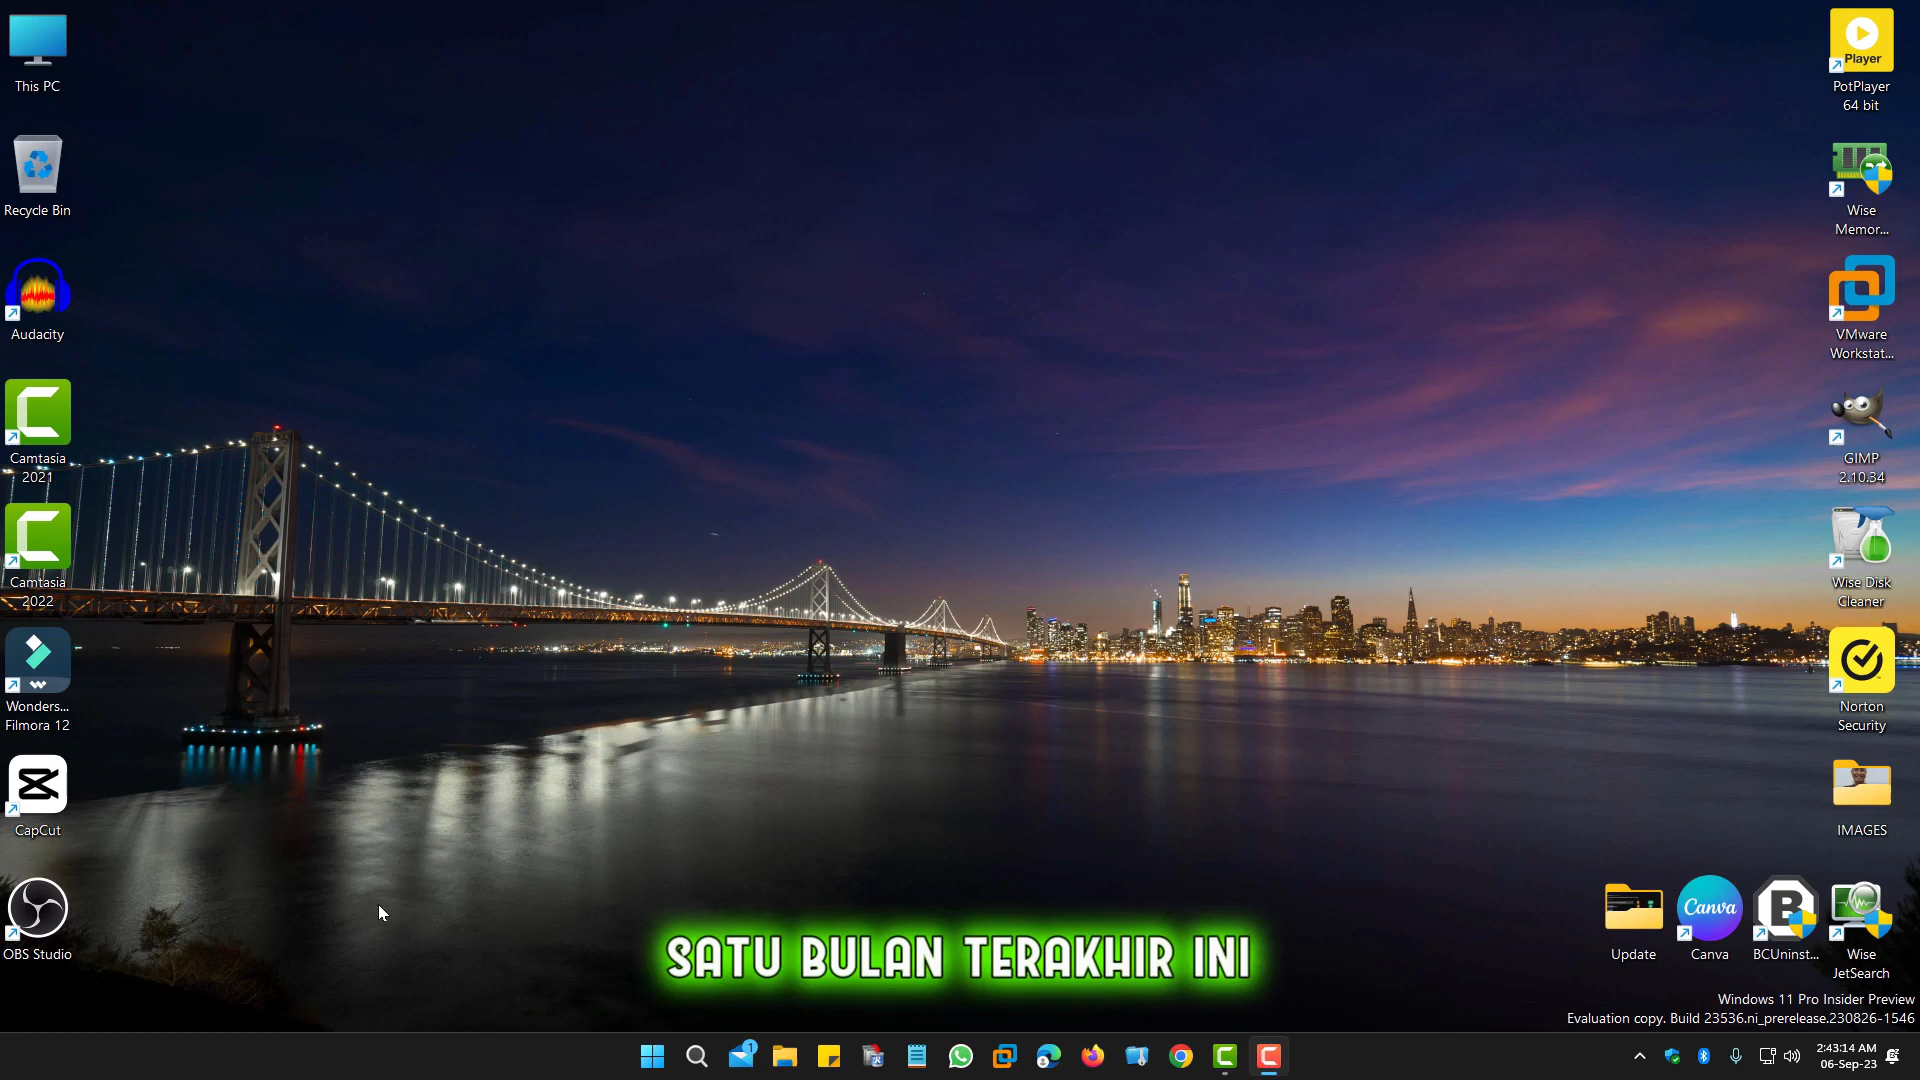 This PC
Recycle Bin
Audacity
Camtasia
2021
Camtasia
2022
Wonders...
Filmora 12
CapCut
OBS Studio
Player
PotPlayer
64 bit
Wise
Memor...
VMware
Workstat...
GIMP
2.10.34
Wise Disk
Cleaner
Norton
Security
IMAGES
Update
Canva
Canva
B
BCUninst...
Wise
JetSearch
SATU BULAN TERAKHIR INI
Windows 11 Pro Insider Preview
Evaluation copy. Build 23536.ni_prerelease.230826-1546
1
2:43:14 AM
06-Sep-23